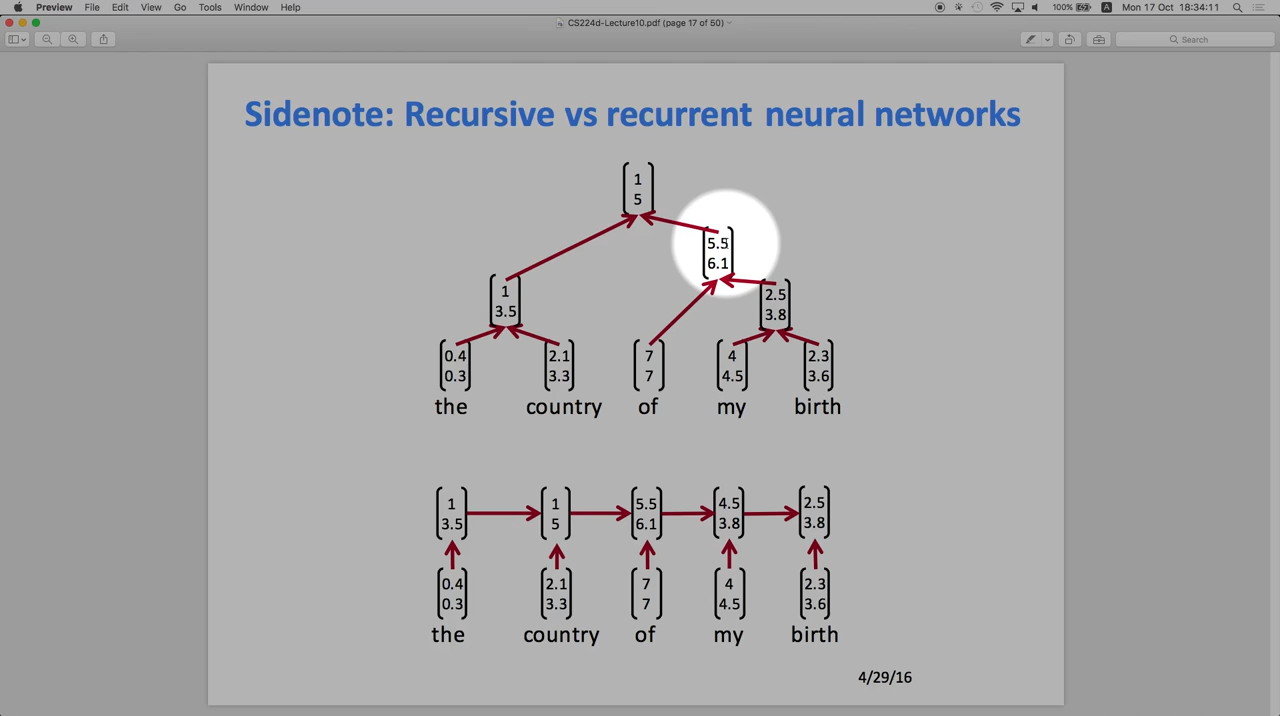 Preview File Edit View Go Tools Window Help 100% A Mon 17 Oct 18:34:11
CS224d-Lecture10.pdf (page 17 of 50)
Search
Sidenote: Recursive vs recurrent neural networks
1
5
5.5
6.1
1
3.5
2.5
3.8
0.4 2.1 7 4 2.3
0.3 3.3 7 4.5 3.6
the country of my birth
1 1 5.5 4.5 2.5
3.5 5 6.1 3.8 3.8
0.4 2.1 7 4 2.3
0.3 3.3 7 4.5 3.6
the country of my birth
4/29/16